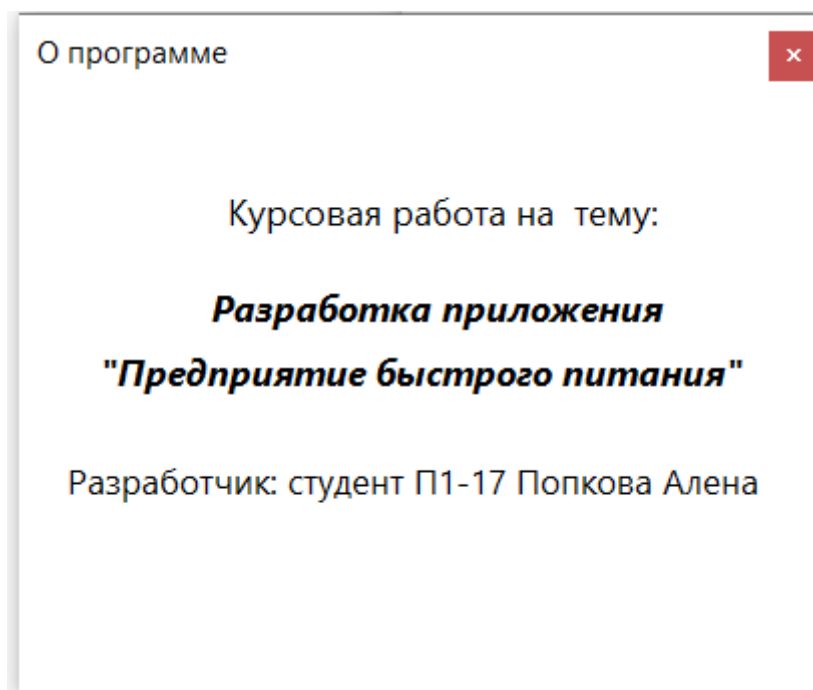 О программе
Курсовая работа на  тему:
Разработка приложения
"Предприятие быстрого питания"
Разработчик: студент П1-17 Попкова Алена